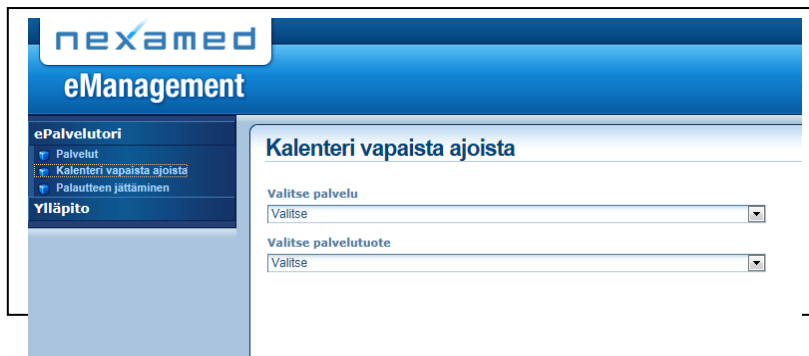 nexamed
eManagement
ePalvelutori
Palvelut
Kalenteri vapaista ajoista
Palautteen jättäminen
Ylläpito
Kalenteri vapaista ajoista
Valitse palvelu
Valitse
Valitse palvelutuote
Valitse